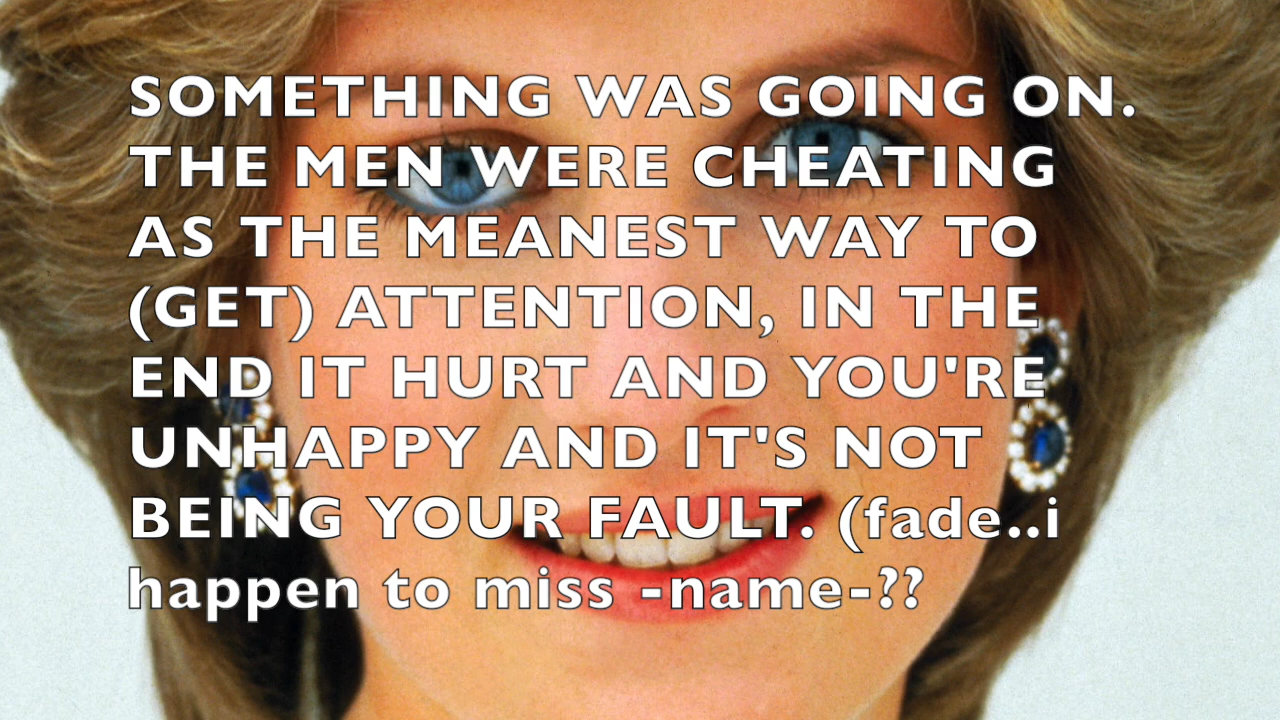 SOMETHING WAS GOING ON.
THE MEN WERE CHEATING
AS THE MEANEST WAY TO
(GET) ATTENTION, IN THE
END IT HURT AND YOU'RE
UNHAPPY AND IT'S NOT
BEING YOUR FAULT. (fade..i
happen to miss -name-??